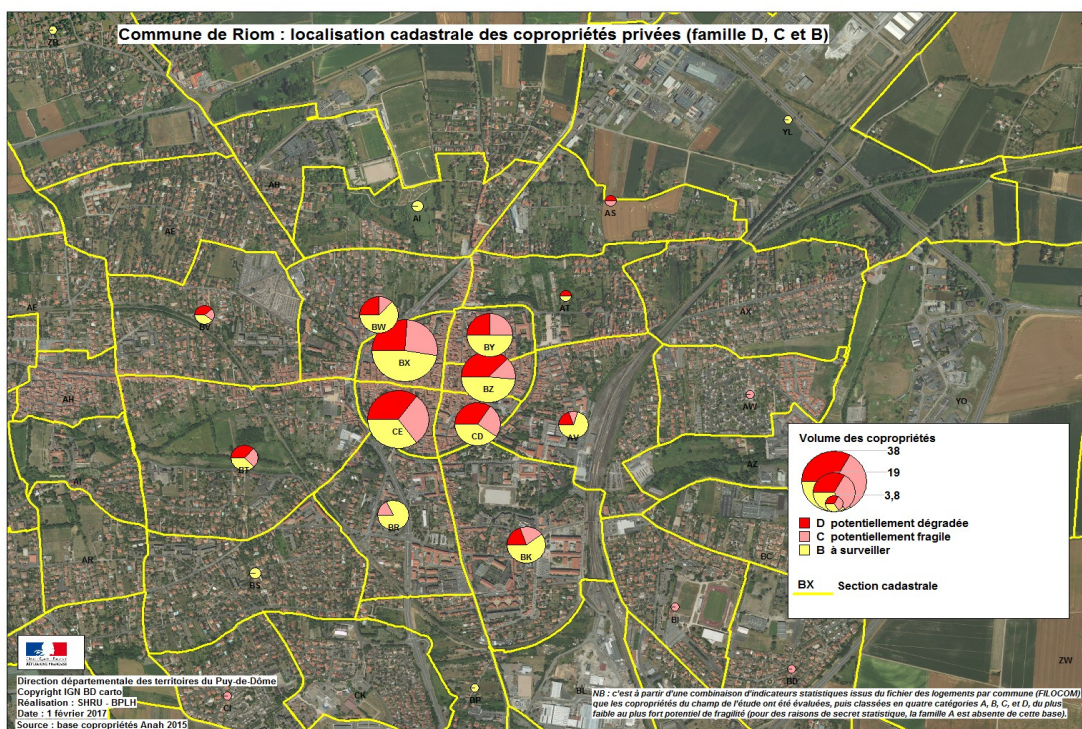 Commune de Riom : localisation cadastrale des copropriétés privées (famille D, C et B)
YL
AI
AS
AE
AT
BV
BW
AX
BX
BY
BZ
AH
AW
YO
CE
CD
AV
AZ
BT
BR
BK
AR
BC
BS
BI
ZW
BD
CI
CK
BL
BP
Volume des copropriétés
38
19
3,8
D potentiellement dégradée
C potentiellement fragile
B à surveiller
BX Section cadastrale
RÉPUBLIQUE FRANÇAISE
Direction départementale des territoires du Puy-de-Dôme
Copyright IGN BD carto
Réalisation : SHRU - BPLH
Date : 1 février 2017
Source : base copropriétés Anah 2015
NB : c'est à partir d'une combinaison d'indicateurs statistiques issus du fichier des logements par commune (FILOCOM)
que les copropriétés du champ de l'étude ont été évaluées, puis classées en quatre catégories A, B, C, et D, du plus
faible au plus fort potentiel de fragilité (pour des raisons de secret statistique, la famille A est absente de cette base).